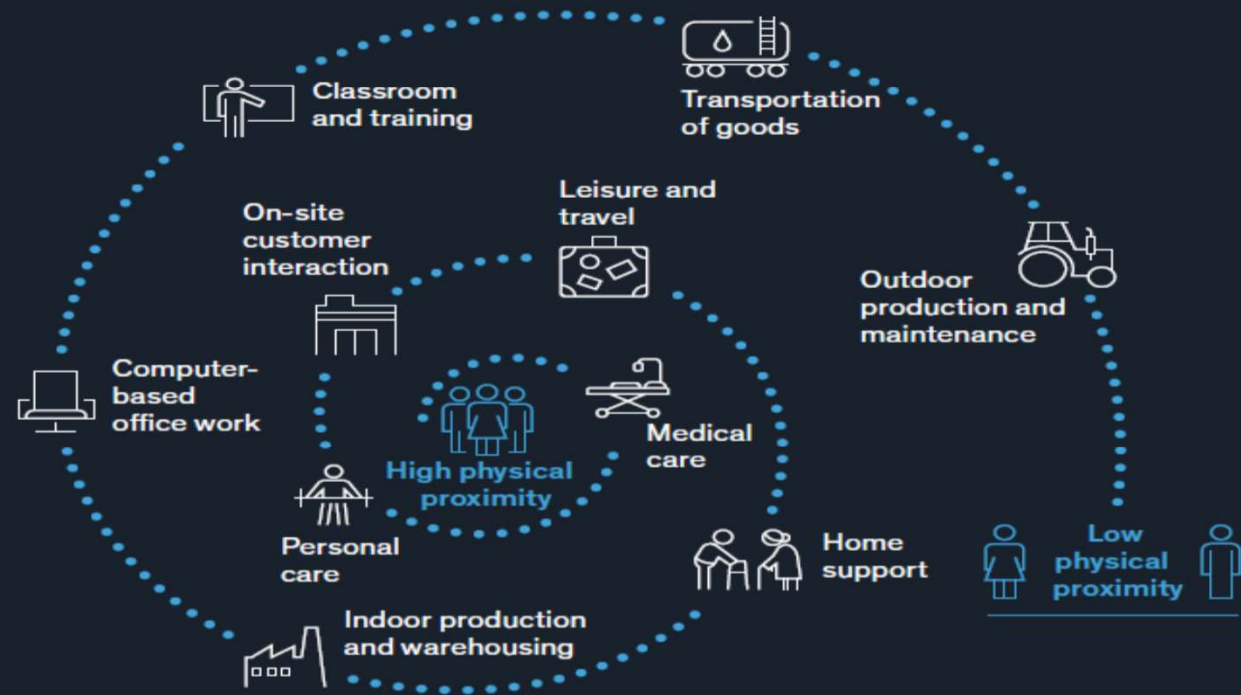 Classroom
and training
Transportation
of goods
Leisure and
travel
On-site
customer
interaction
Outdoor
production and
maintenance
Computer-
based
office work
Medical
care
High physical
proximity
Personal
care
Home
support
Low
physical
proximity
Indoor production
and warehousing